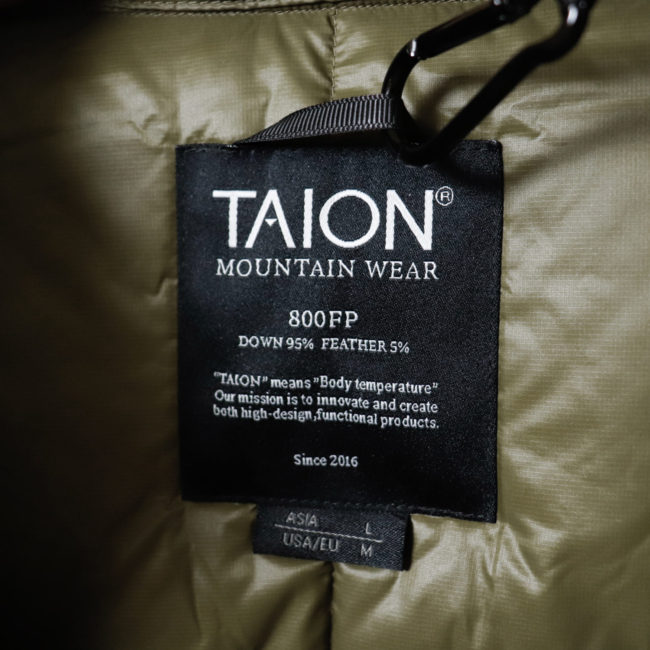 TAION®
MOUNTAIN WEAR
800FP
DOWN 95% FEATHER 5%
"TAION" means "Body temperature"
Our mission is to innovate and create
both high-design,functional products.
Since 2016
ASIA L
USA/EU M